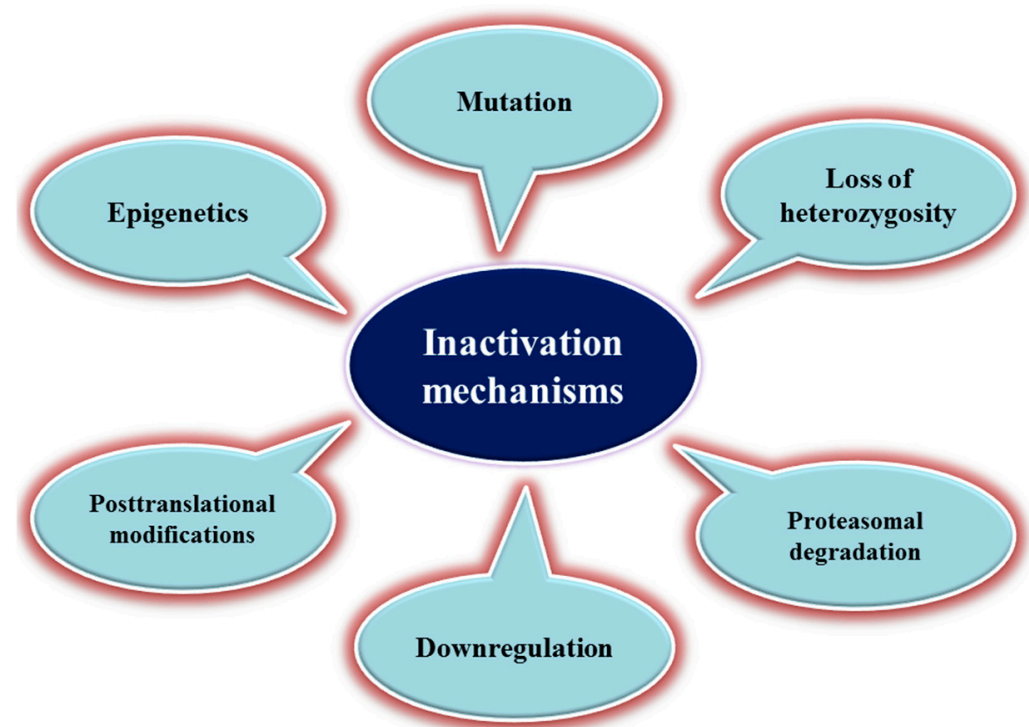 Mutation
Epigenetics
Loss of
heterozygosity
Inactivation
mechanisms
Posttranslational
modifications
Proteasomal
degradation
Downregulation